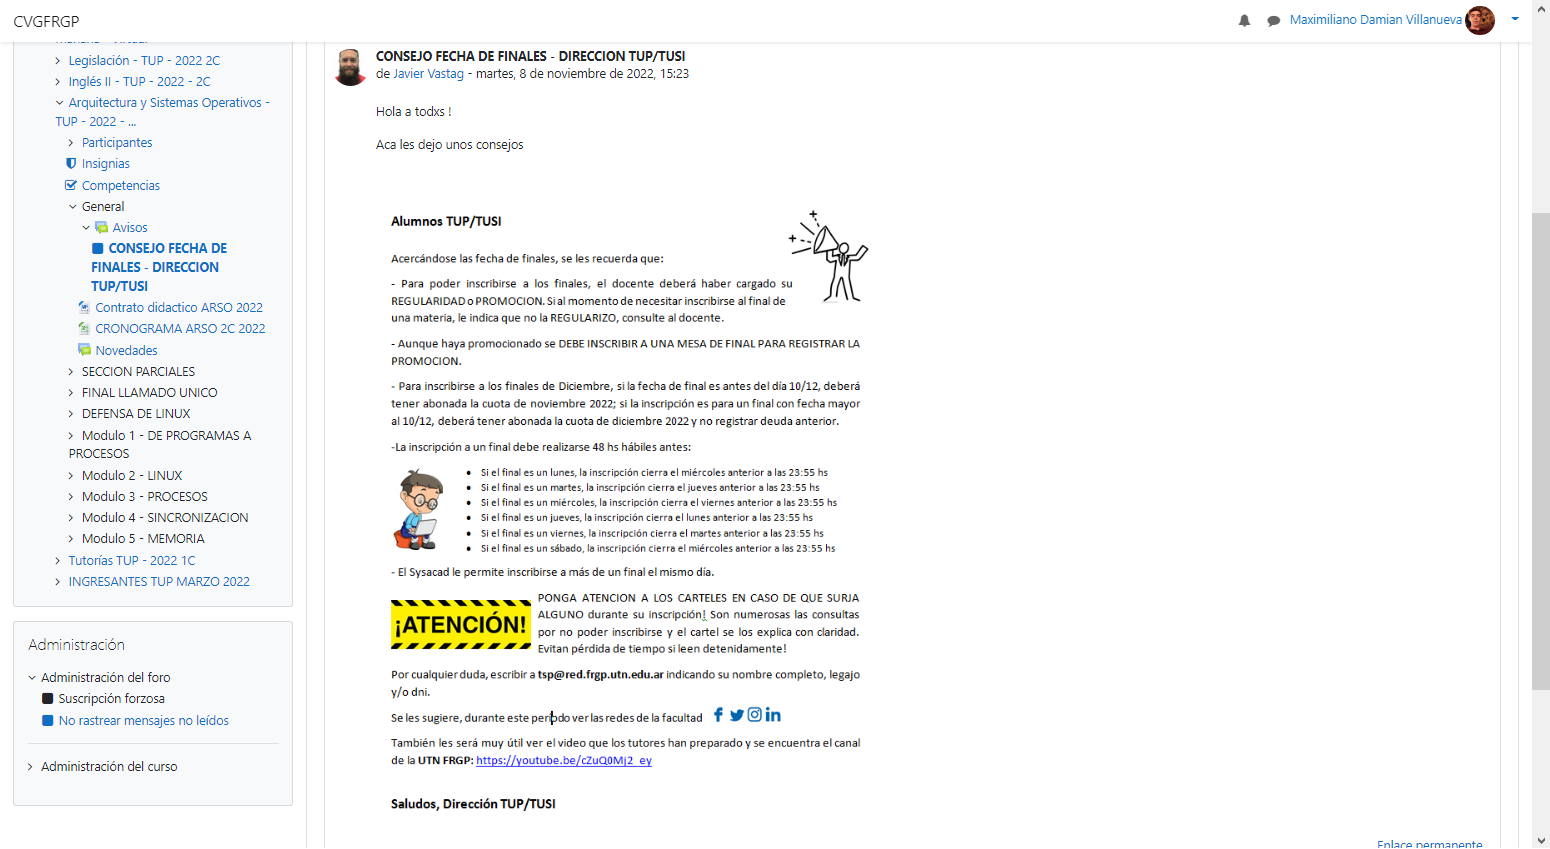 CVGFRGP
Maximiliano Damian Villanueva
Legislación - TUP - 2022 2C
Inglés II - TUP - 2022 - 2C
Arquitectura y Sistemas Operativos -
TUP - 2022 - ...
Participantes
Insignias
Competencias
General
Avisos
CONSEJO FECHA DE
FINALES - DIRECCION
TUP/TUSI
Contrato didactico ARSO 2022
CRONOGRAMA ARSO 2C 2022
Novedades
SECCION PARCIALES
FINAL LLAMADO UNICO
DEFENSA DE LINUX
Modulo 1 - DE PROGRAMAS A
PROCESOS
Modulo 2 - LINUX
Modulo 3 - PROCESOS
Modulo 4 - SINCRONIZACION
Modulo 5 - MEMORIA
Tutorías TUP - 2022 1C
INGRESANTES TUP MARZO 2022
Administración
Administración del foro
Suscripción forzosa
No rastrear mensajes no leídos
Administración del curso
CONSEJO FECHA DE FINALES - DIRECCION TUP/TUSI
de Javier Vastag - martes, 8 de noviembre de 2022, 15:23
Hola a todxs !
Aca les dejo unos consejos
Alumnos TUP/TUSI
Acercándose las fecha de finales, se les recuerda que:
- Para poder inscribirse a los finales, el docente deberá haber cargado su
REGULARIDAD o PROMOCION. Si al momento de necesitar inscribirse al final de
una materia, le indica que no la REGULARIZO, consulte al docente.
- Aunque haya promocionado se DEBE INSCRIBIR A UNA MESA DE FINAL PARA REGISTRAR LA
PROMOCION.
- Para inscribirse a los finales de Diciembre, si la fecha de final es antes del día 10/12, deberá
tener abonada la cuota de noviembre 2022; si la inscripción es para un final con fecha mayor
al 10/12, deberá tener abonada la cuota de diciembre 2022 y no registrar deuda anterior.
-La inscripción a un final debe realizarse 48 hs hábiles antes:
• Si el final es un lunes, la inscripción cierra el miércoles anterior a las 23:55 hs
• Si el final es un martes, la inscripción cierra el jueves anterior a las 23:55 hs
• Si el final es un miércoles, la inscripción cierra el viernes anterior a las 23:55 hs
• Si el final es un jueves, la inscripción cierra el lunes anterior a las 23:55 hs
• Si el final es un viernes, la inscripción cierra el martes anterior a las 23:55 hs
• Si el final es un sábado, la inscripción cierra el miércoles anterior a las 23:55 hs
- El Sysacad le permite inscribirse a más de un final el mismo día.
¡ATENCIÓN!
PONGA ATENCION A LOS CARTELES EN CASO DE QUE SURJA
ALGUNO durante su inscripción! Son numerosas las consultas
por no poder inscribirse y el cartel se los explica con claridad.
Evitan pérdida de tiempo si leen detenidamente!
Por cualquier duda, escribir a tsp@red.frgp.utn.edu.ar indicando su nombre completo, legajo
y/o dni.
Se les sugiere, durante este periodo ver las redes de la facultad
También les será muy útil ver el video que los tutores han preparado y se encuentra el canal
de la UTN FRGP: https://youtube.be/cZuQ0Mj2_ey
Saludos, Dirección TUP/TUSI
Enlace permanente